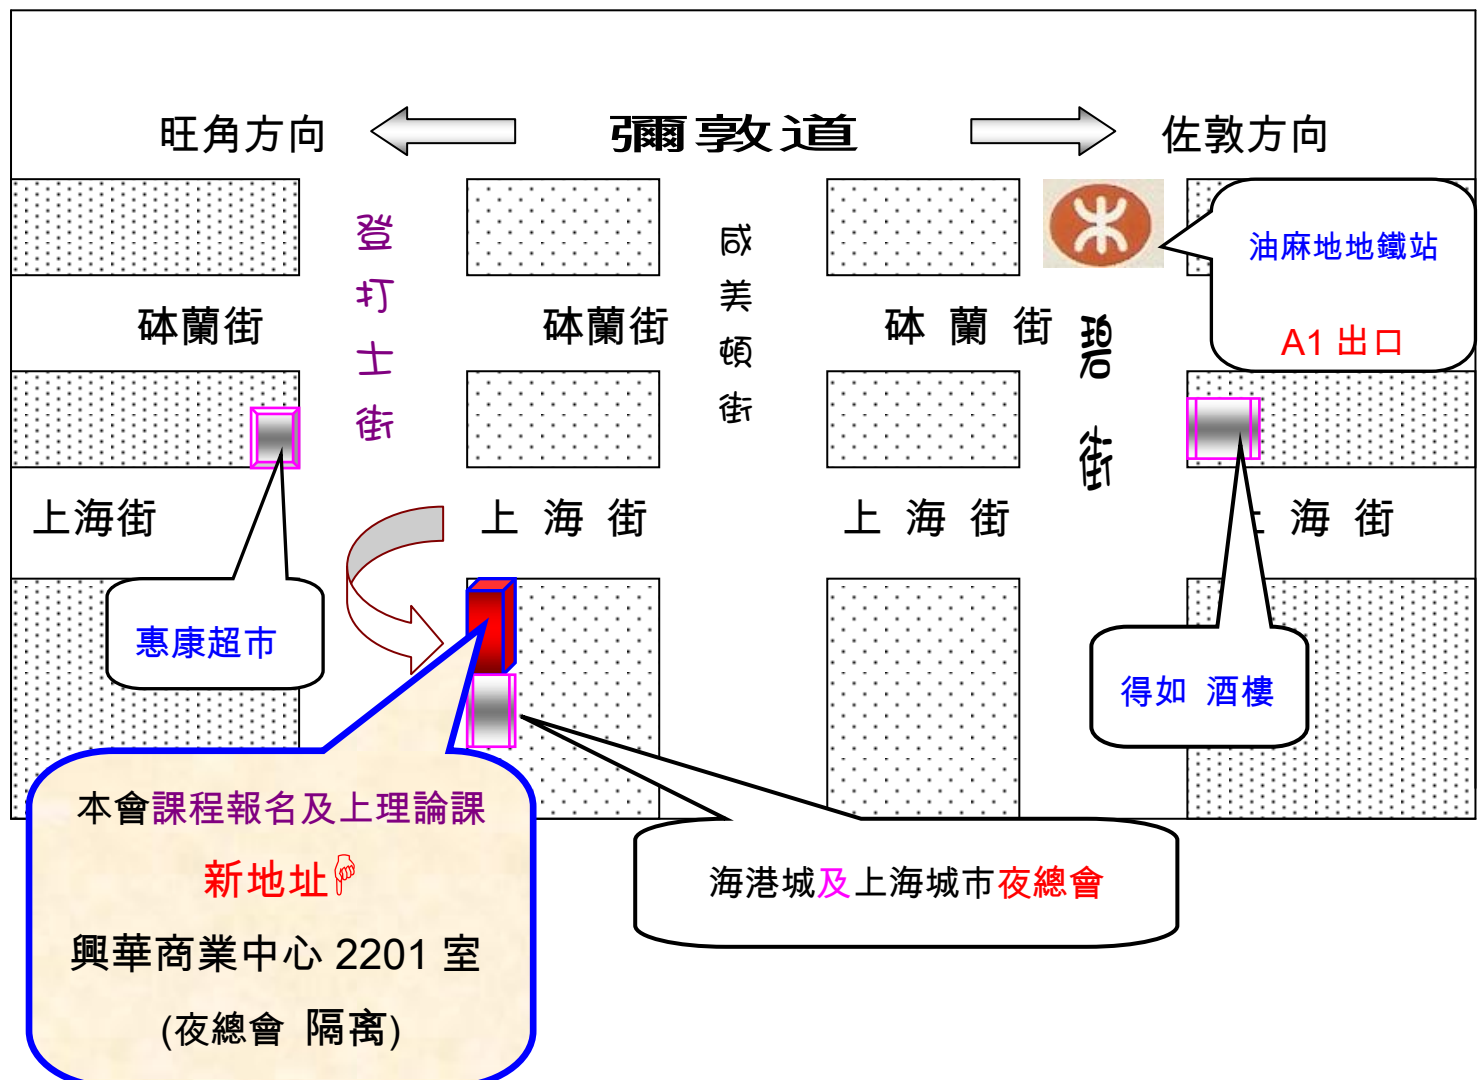 旺角方向
彌敦道
佐敦方向
登打士街
咸美頓街
碧街
油麻地地鐵站
A1 出口
砵蘭街
砵蘭街
砵 蘭 街
上海街
上 海 街
上 海 街
上 海 街
惠康超市
得如 酒樓
本會課程報名及上理論課
新地址
興華商業中心 2201 室
(夜總會 隔离)
海港城及上海城市夜總會